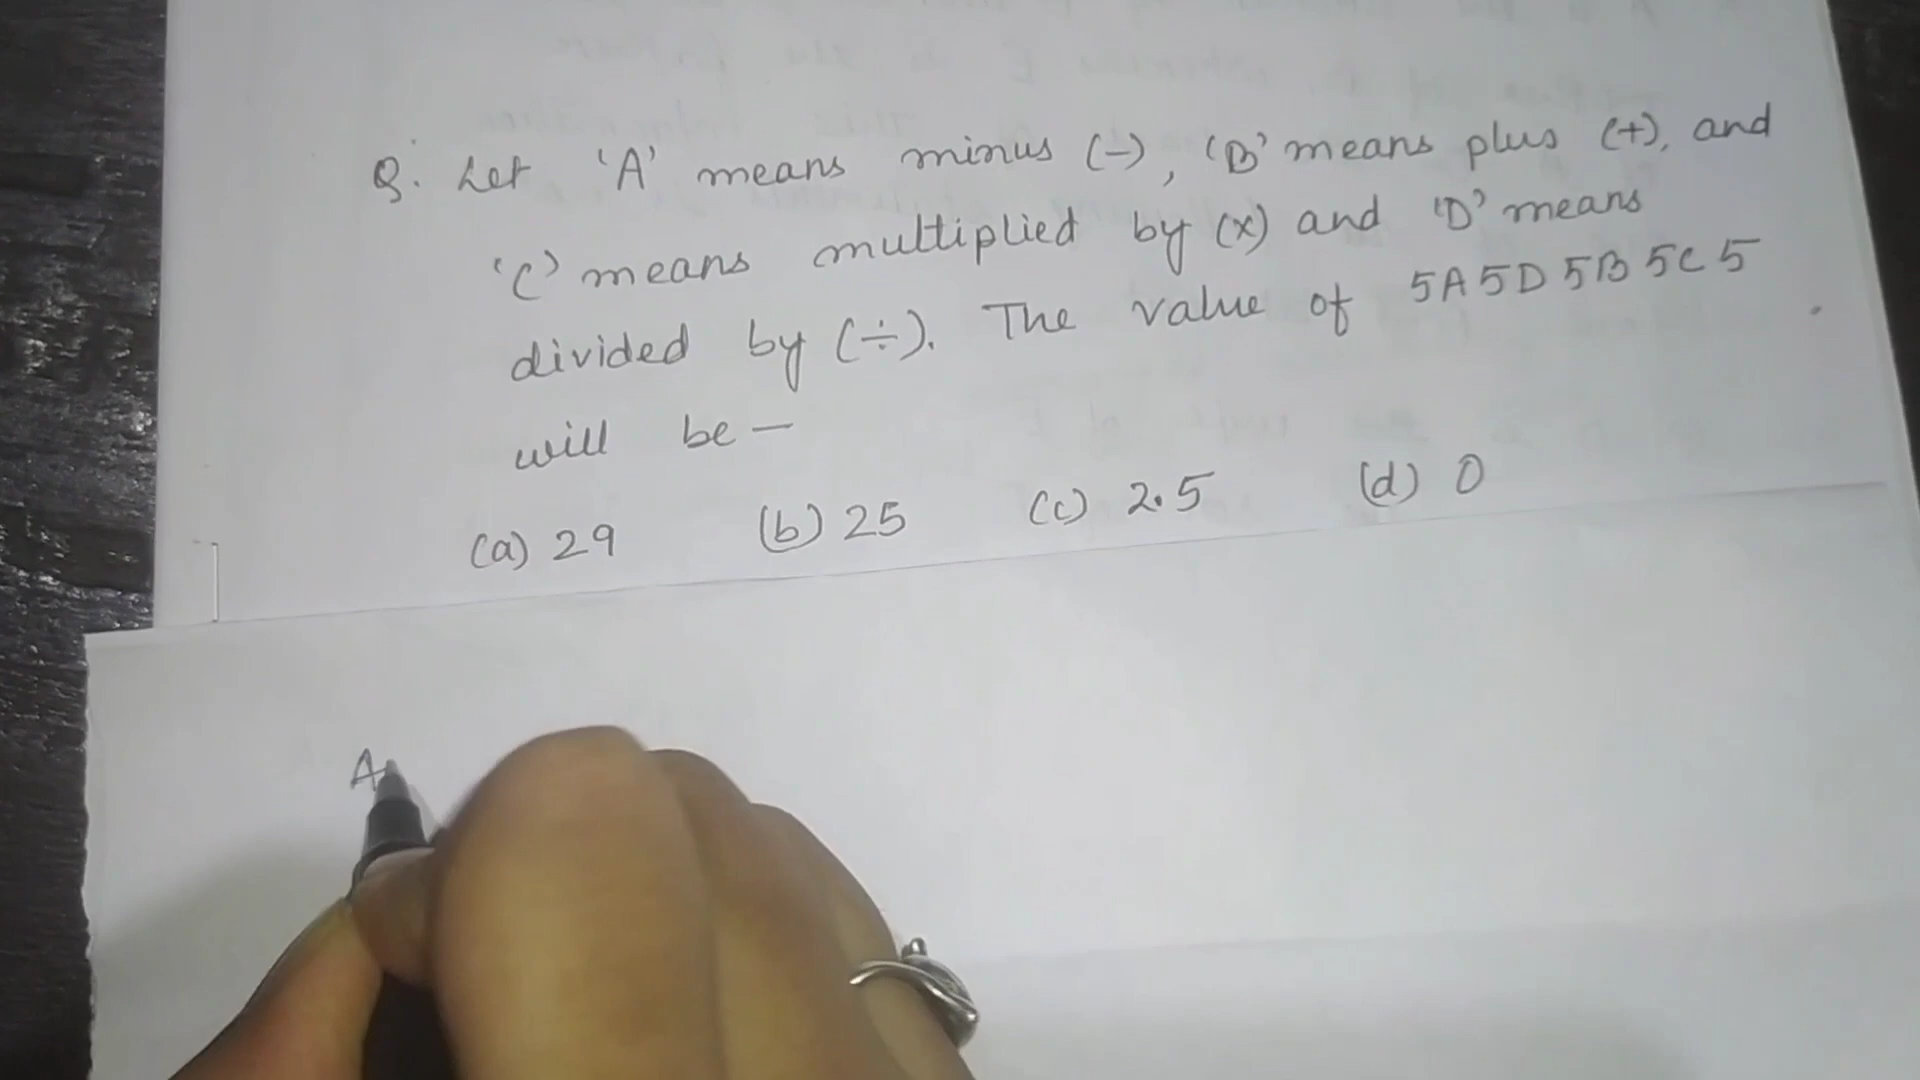 Q. Let 'A' means minus (-), 'B' means plus (+), and
'C' means multiplied by (x) and 'D' means
divided by (÷). The value of 5A5D5B5C5
will be -
(a) 29 (b) 25 (c) 2.5 (d) 0
A